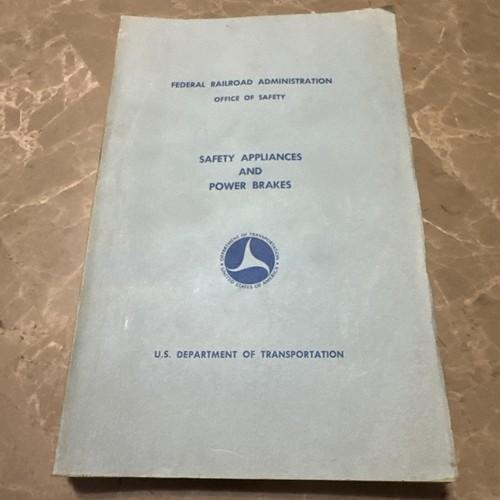 FEDERAL RAILROAD ADMINISTRATION
OFFICE OF SAFETY
SAFETY APPLIANCES
AND
POWER BRAKES
DEPARTMENT OF TRANSPORTATION
UNITED STATES OF AMERICA
U.S. DEPARTMENT OF TRANSPORTATION